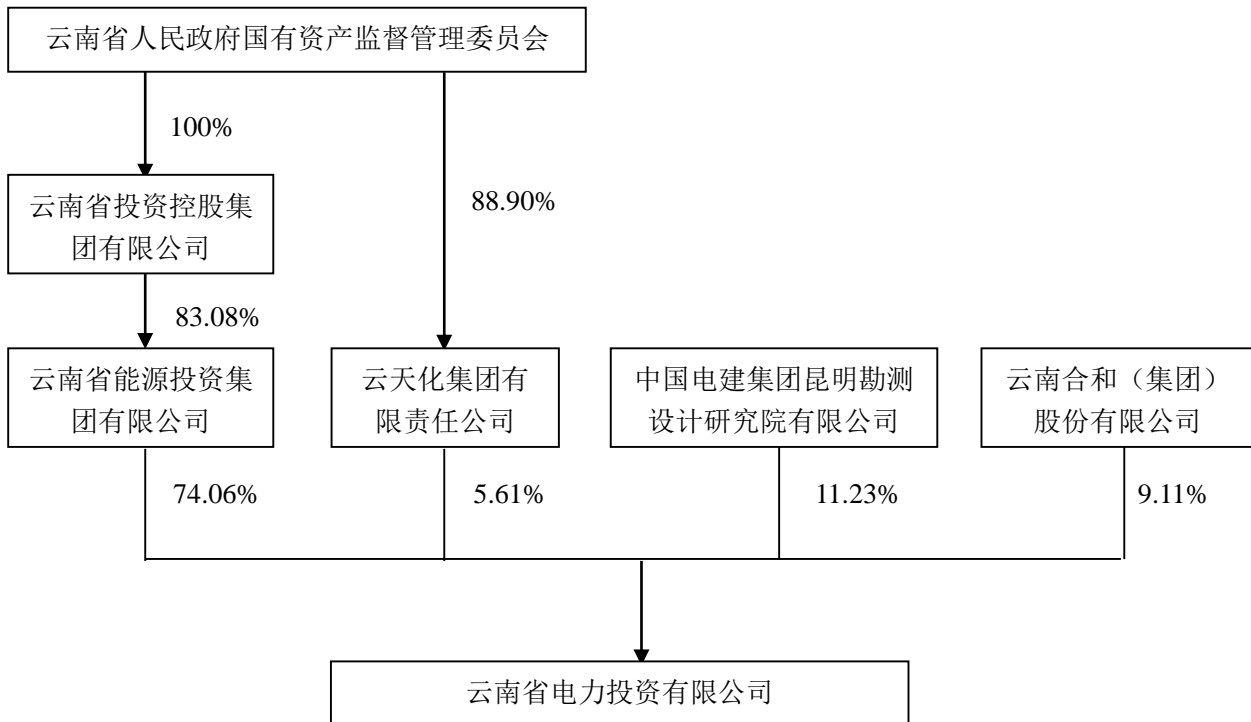 云南省人民政府国有资产监督管理委员会
100%
云南省投资控股集
团有限公司
88.90%
83.08%
云南省能源投资集
团有限公司
云天化集团有
限责任公司
中国电建集团昆明勘测
设计研究院有限公司
云南合和（集团）
股份有限公司
74.06%
5.61%
11.23%
9.11%
云南省电力投资有限公司